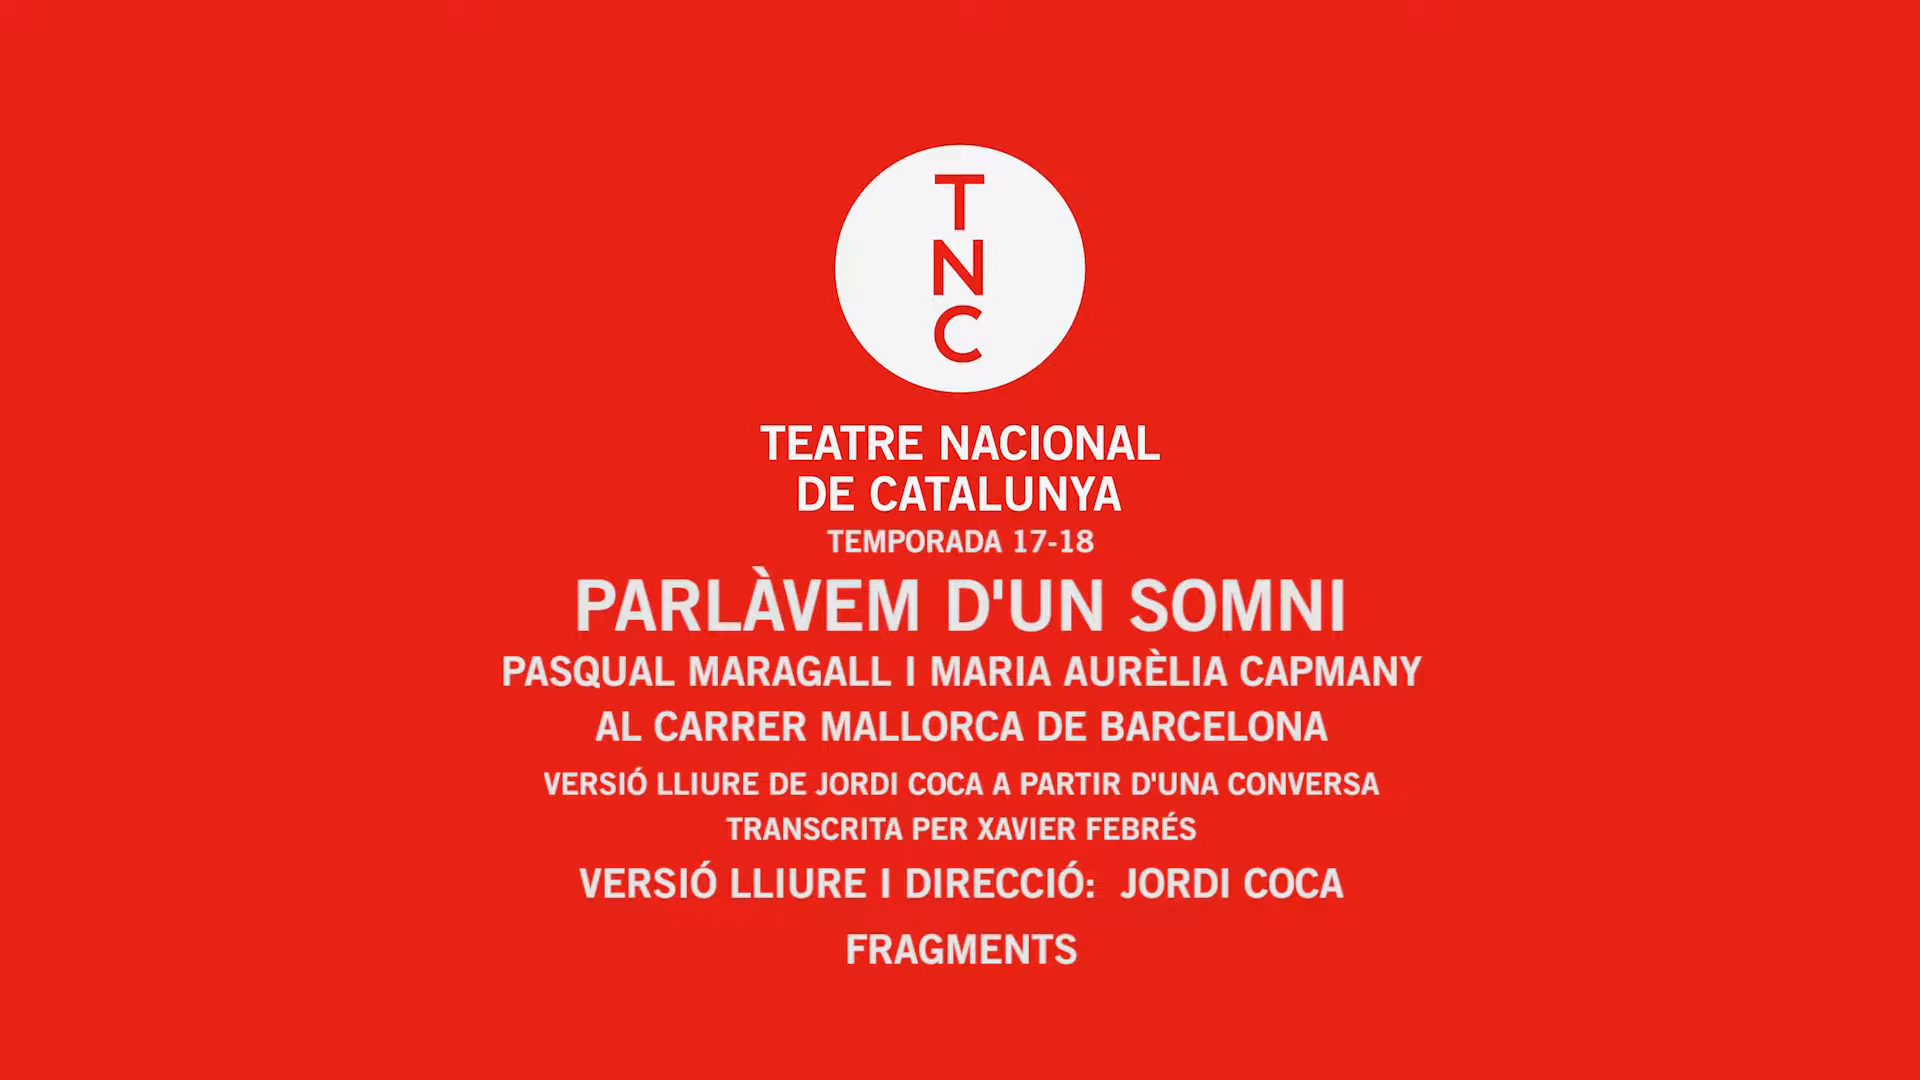 T
N
C
TEATRE NACIONAL
DE CATALUNYA
TEMPORADA 17-18
PARLÀVEM D'UN SOMNI
PASQUAL MARAGALL I MARIA AURÈLIA CAPMANY
AL CARRER MALLORCA DE BARCELONA
VERSIÓ LLIURE DE JORDI COCA A PARTIR D'UNA CONVERSA
TRANSCRITA PER XAVIER FEBRÉS
VERSIÓ LLIURE I DIRECCIÓ: JORDI COCA
FRAGMENTS